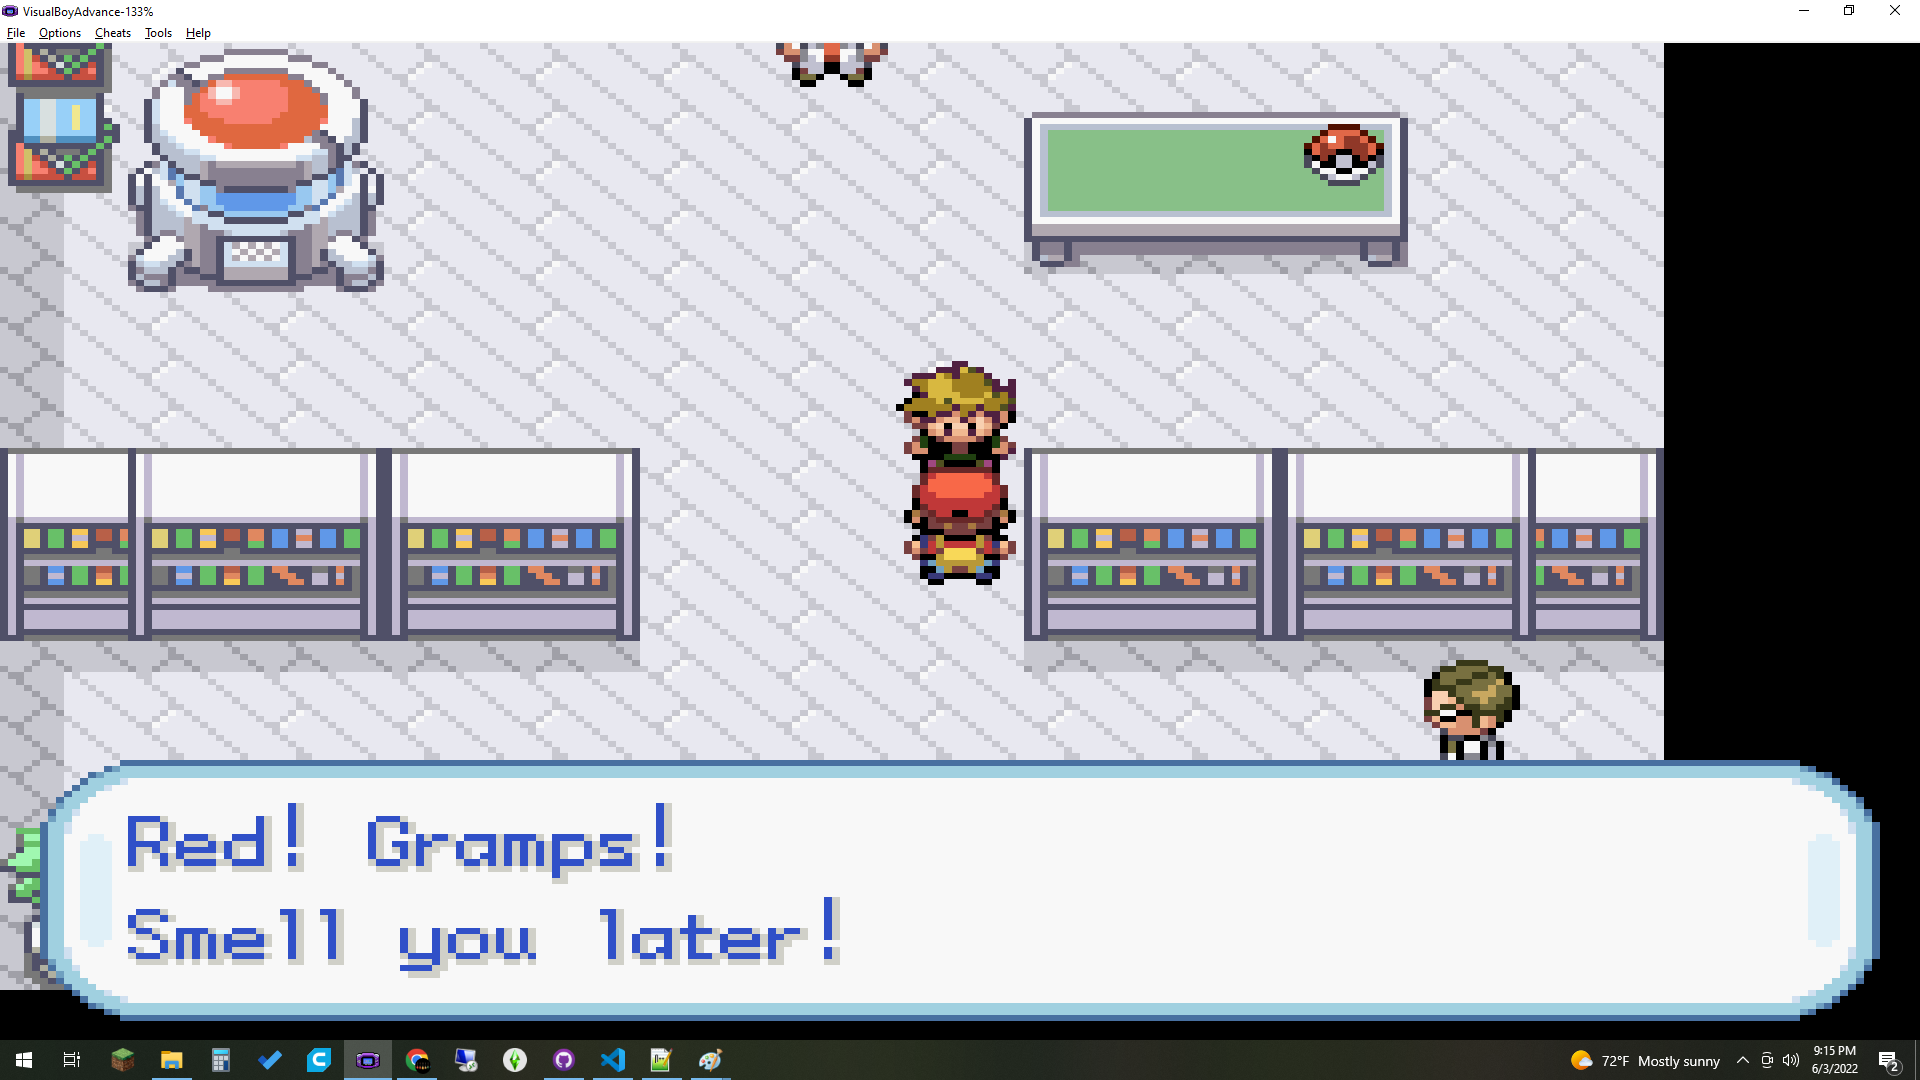 VisualBoyAdvance-133%
File Options Cheats Tools Help
Red! Gramps!
Smell you later!
72°F Mostly sunny
9:15 PM
6/3/2022
2